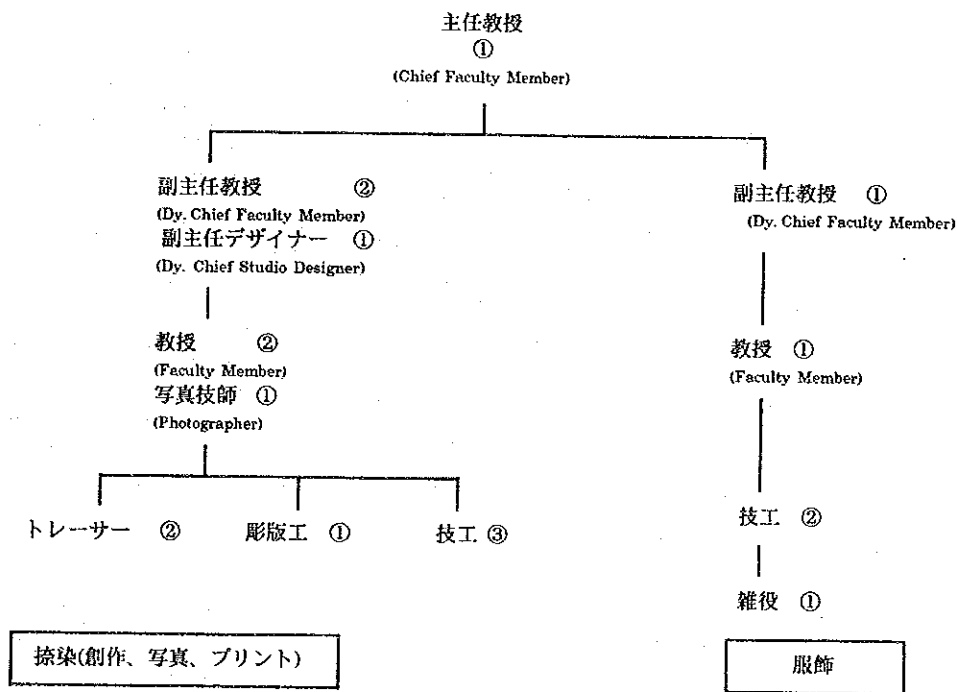 主任教授
①
(Chief Faculty Member)
副主任教授 ②
(Dy. Chief Faculty Member)
副主任デザイナー ①
(Dy. Chief Studio Designer)
副主任教授 ①
(Dy. Chief Faculty Member)
教授 ②
(Faculty Member)
写真技師 ①
(Photographer)
教授 ①
(Faculty Member)
トレーサー ② 彫版工 ① 技工 ③
技工 ②
雑役 ①
捺染(創作、写真、プリント)
服飾